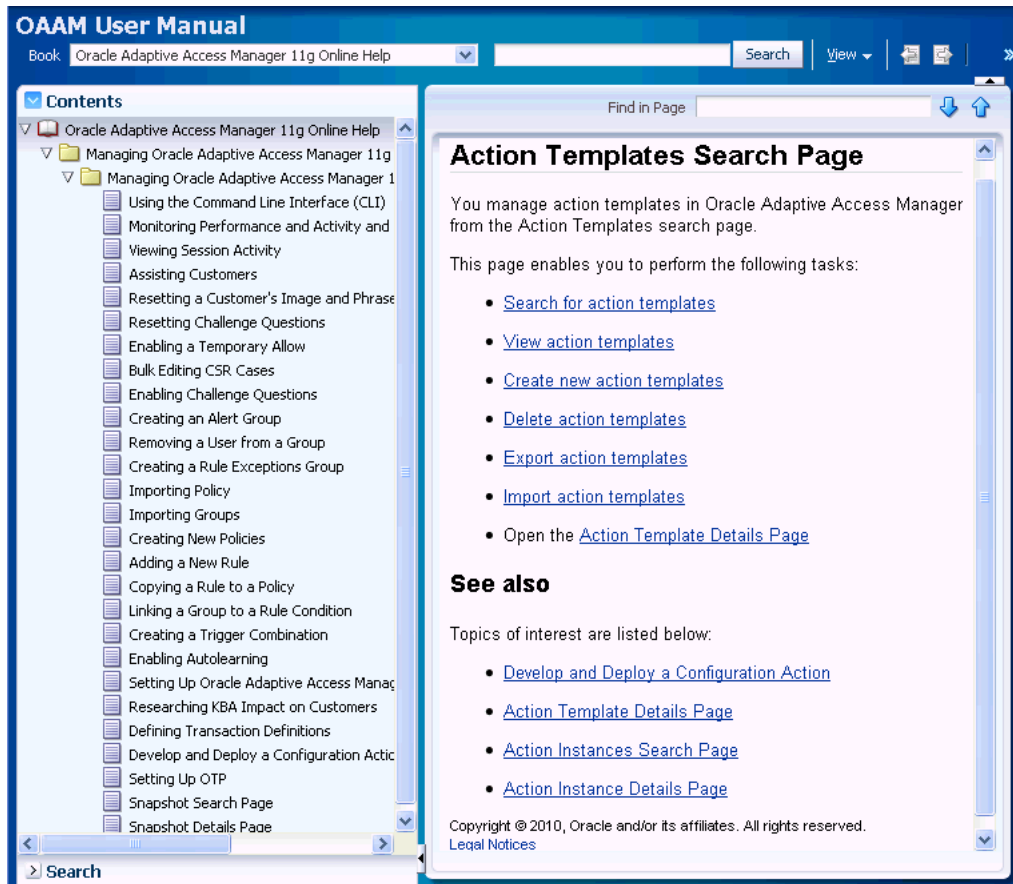 OAAM User Manual
Book Oracle Adaptive Access Manager 11g Online Help Search View
Contents
Oracle Adaptive Access Manager 11g Online Help
Managing Oracle Adaptive Access Manager 11g
Managing Oracle Adaptive Access Manager 1
Using the Command Line Interface (CLI)
Monitoring Performance and Activity and
Viewing Session Activity
Assisting Customers
Resetting a Customer's Image and Phrase
Resetting Challenge Questions
Enabling a Temporary Allow
Bulk Editing CSR Cases
Enabling Challenge Questions
Creating an Alert Group
Removing a User from a Group
Creating a Rule Exceptions Group
Importing Policy
Importing Groups
Creating New Policies
Adding a New Rule
Copying a Rule to a Policy
Linking a Group to a Rule Condition
Creating a Trigger Combination
Enabling Autolearning
Setting Up Oracle Adaptive Access Manag
Researching KBA Impact on Customers
Defining Transaction Definitions
Develop and Deploy a Configuration Actic
Setting Up OTP
Snapshot Search Page
Snapshot Details Page
Search
Find in Page
Action Templates Search Page
You manage action templates in Oracle Adaptive Access Manager
from the Action Templates search page.
This page enables you to perform the following tasks:
• Search for action templates
• View action templates
• Create new action templates
• Delete action templates
• Export action templates
• Import action templates
• Open the Action Template Details Page
See also
Topics of interest are listed below:
• Develop and Deploy a Configuration Action
• Action Template Details Page
• Action Instances Search Page
• Action Instance Details Page
Copyright © 2010, Oracle and/or its affiliates. All rights reserved.
Legal Notices